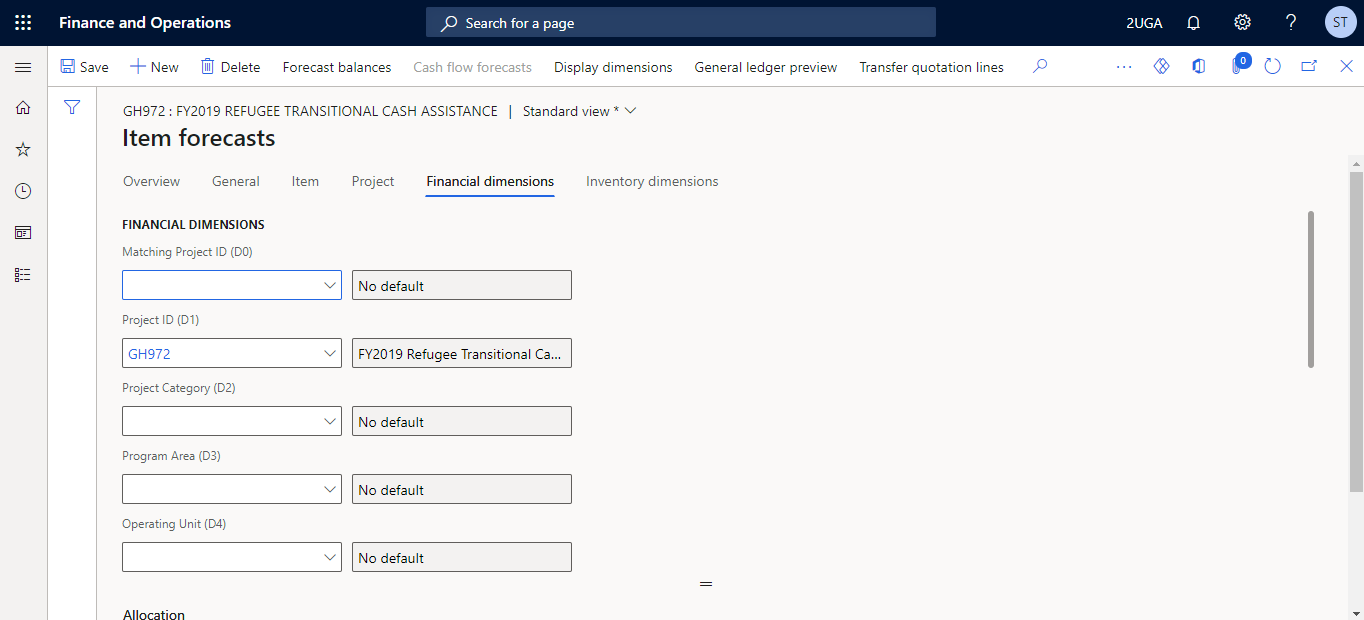 Finance and Operations
Search for a page
2UGA
?
ST
Save
New
Delete
Forecast balances
Cash flow forecasts
Display dimensions
General ledger preview
Transfer quotation lines
...
0
GH972 : FY2019 REFUGEE TRANSITIONAL CASH ASSISTANCE | Standard view *
Item forecasts
Overview
General
Item
Project
Financial dimensions
Inventory dimensions
FINANCIAL DIMENSIONS
Matching Project ID (D0)
No default
Project ID (D1)
GH972
FY2019 Refugee Transitional Ca...
Project Category (D2)
No default
Program Area (D3)
No default
Operating Unit (D4)
No default
Allocation